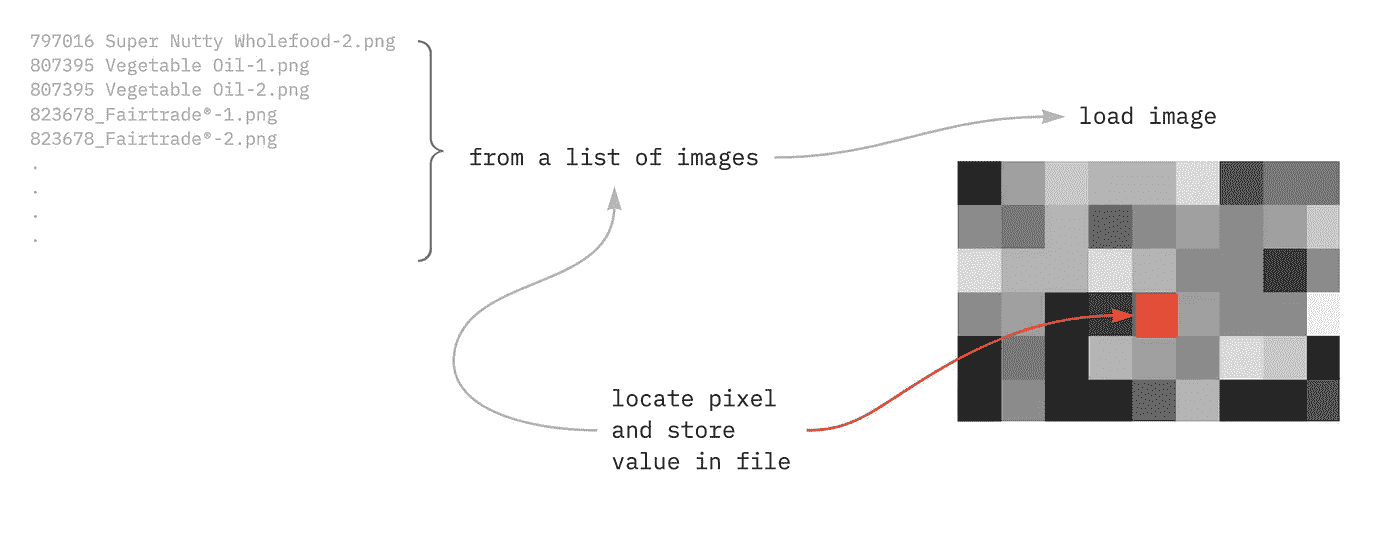 797016 Super Nutty Wholefood-2.png
807395 Vegetable Oil-1.png
807395 Vegetable Oil-2.png
823678_Fairtrade®-1.png
823678_Fairtrade®-2.png
.
.
.
.
from a list of images
load image
locate pixel
and store
value in file